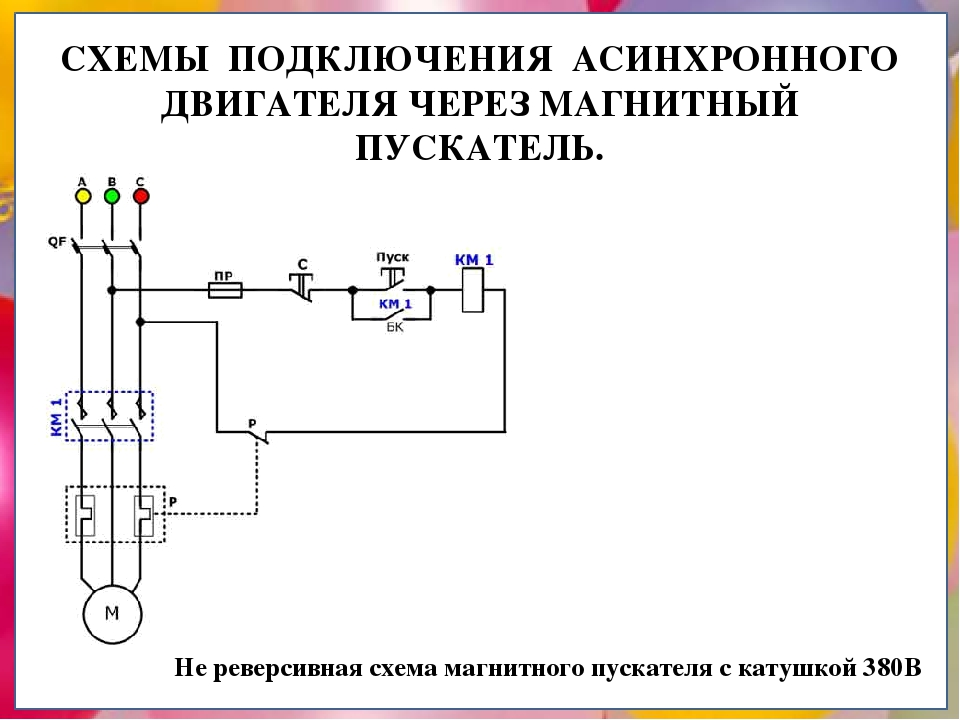 СХЕМЫ ПОДКЛЮЧЕНИЯ АСИНХРОННОГО
ДВИГАТЕЛЯ ЧЕРЕЗ МАГНИТНЫЙ
ПУСКАТЕЛЬ.
А В С
QF
ПР
С
Пуск
КМ 1
КМ 1
БК
КМ 1
Р
Р
М
Не реверсивная схема магнитного пускателя с катушкой 380В